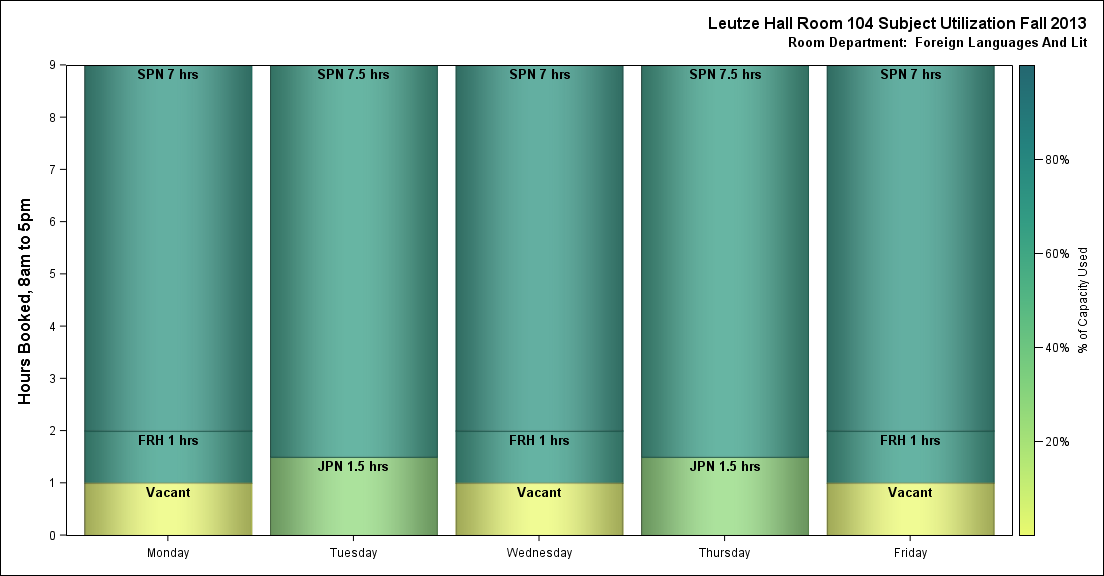 Leutze Hall Room 104 Subject Utilization Fall 2013
Room Department:  Foreign Languages And Lit
Hours Booked, 8am to 5pm
9
8
7
6
5
4
3
2
1
0
SPN 7 hrs
FRH 1 hrs
Vacant
Monday
SPN 7.5 hrs
JPN 1.5 hrs
Tuesday
SPN 7 hrs
FRH 1 hrs
Vacant
Wednesday
SPN 7.5 hrs
JPN 1.5 hrs
Thursday
SPN 7 hrs
FRH 1 hrs
Vacant
Friday
80%
60%
40%
20%
% of Capacity Used